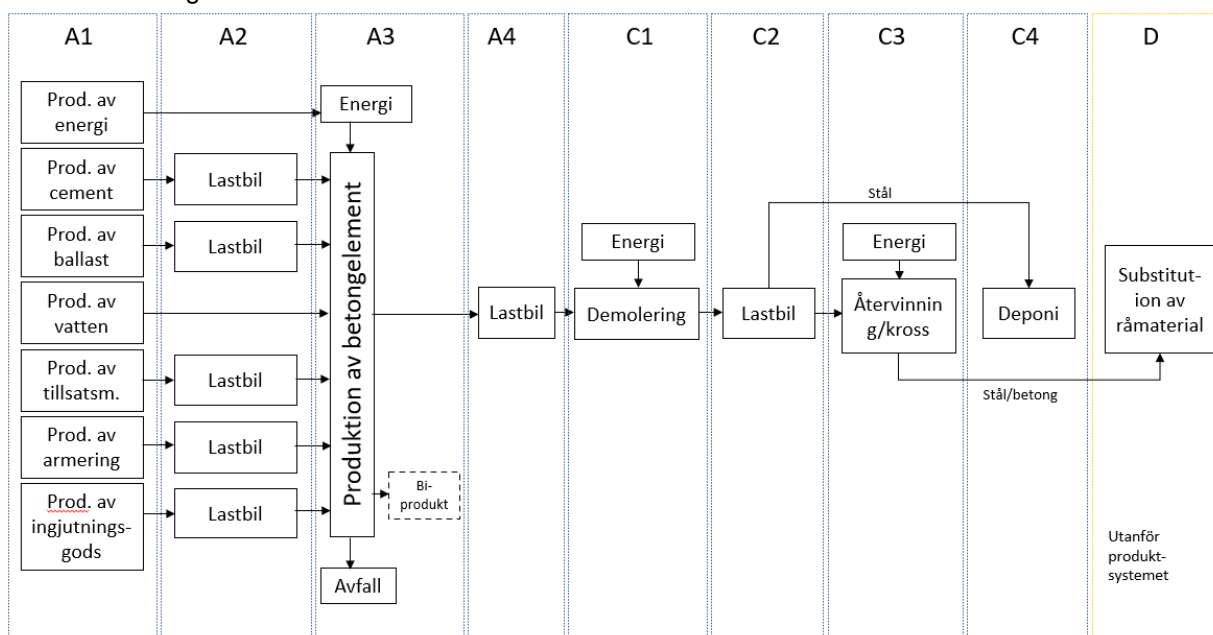 A1
A2
A3
A4
C1
C2
C3
C4
D
Prod. av
energi
Energi
Prod. av
cement
Lastbil
Prod. av
ballast
Lastbil
Prod. av
vatten
Prod. av
tillsatsm.
Lastbil
Prod. av
armering
Lastbil
Prod. av
ingjutnings-
gods
Lastbil
Produktion av betongelement
Bi-
produkt
Avfall
Lastbil
Energi
Demolering
Lastbil
Stål
Energi
Återvinnin
g/kross
Deponi
Stål/betong
Substitut-
ion av
råmaterial
Utanför
produkt-
systemet